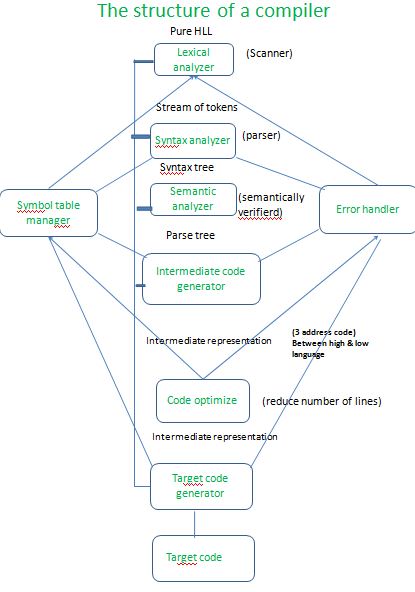 The structure of a compiler
Pure HLL
Lexical
analyzer
(Scanner)
Stream of tokens
Syntax analyzer
(parser)
Syntax tree
Semantic
analyzer
(semantically
verifierd)
Symbol table
manager
Error handler
Parse tree
Intermediate code
generator
Intermediate representation
(3 address code)
Between high & low
language
Code optimize
(reduce number of lines)
Intermediate representation
Target code
generator
Target code